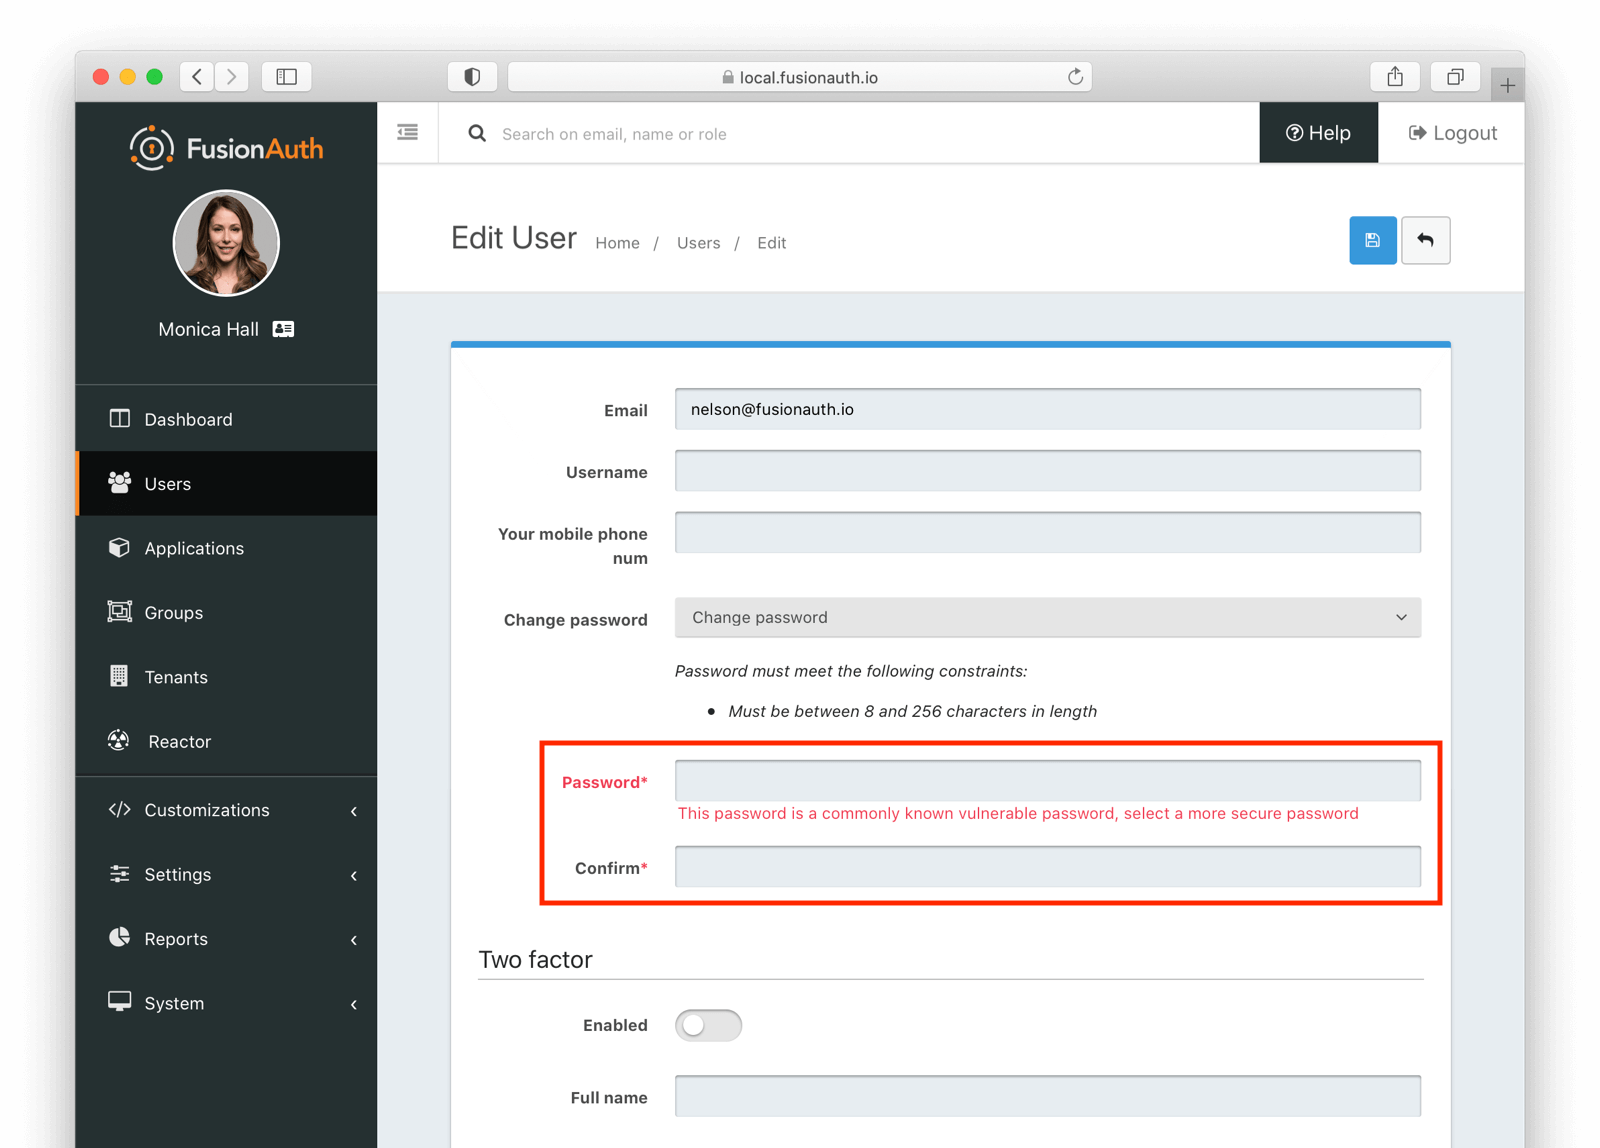 local.fusionauth.io
FusionAuth
Search on email, name or role
Help
Logout
Monica Hall
Dashboard
Users
Applications
Groups
Tenants
Reactor
Customizations
Settings
Reports
System
Edit User Home / Users / Edit
Email nelson@fusionauth.io
Username
Your mobile phone
num
Change password Change password
Password must meet the following constraints:
• Must be between 8 and 256 characters in length
Password*
This password is a commonly known vulnerable password, select a more secure password
Confirm*
Two factor
Enabled
Full name